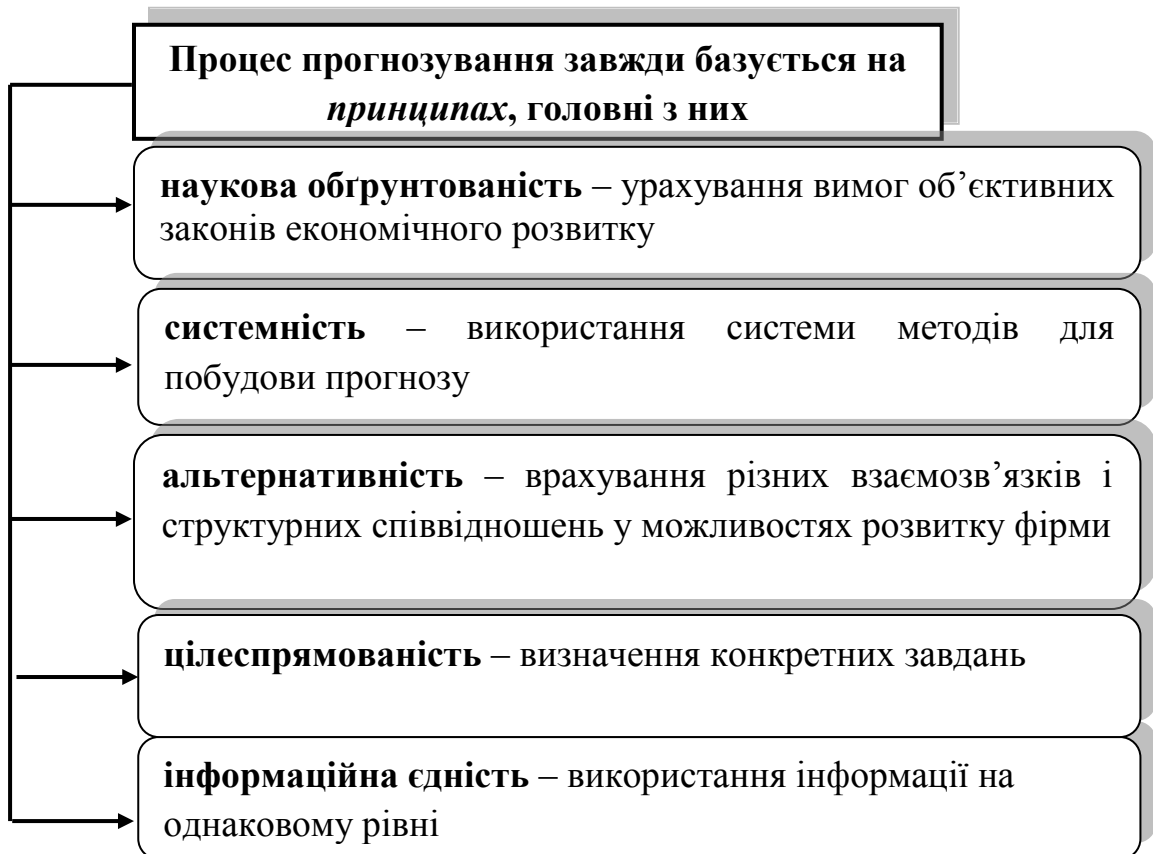 Процес прогнозування завжди базується на
принципах, головні з них
наукова обґрунтованість – урахування вимог об’єктивних
законів економічного розвитку
системність – використання системи методів для
побудови прогнозу
альтернативність – врахування різних взаємозв’язків і
структурних співвідношень у можливостях розвитку фірми
цілеспрямованість – визначення конкретних завдань
інформаційна єдність – використання інформації на
однаковому рівні